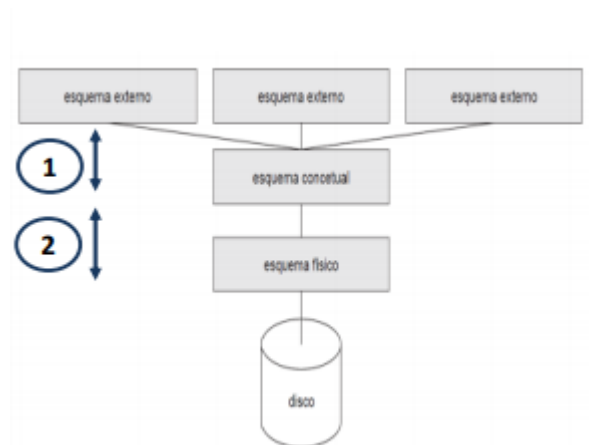 esquema externo
esquema externo
esquema externo
1
esquema concetual
2
esquema físico
disco